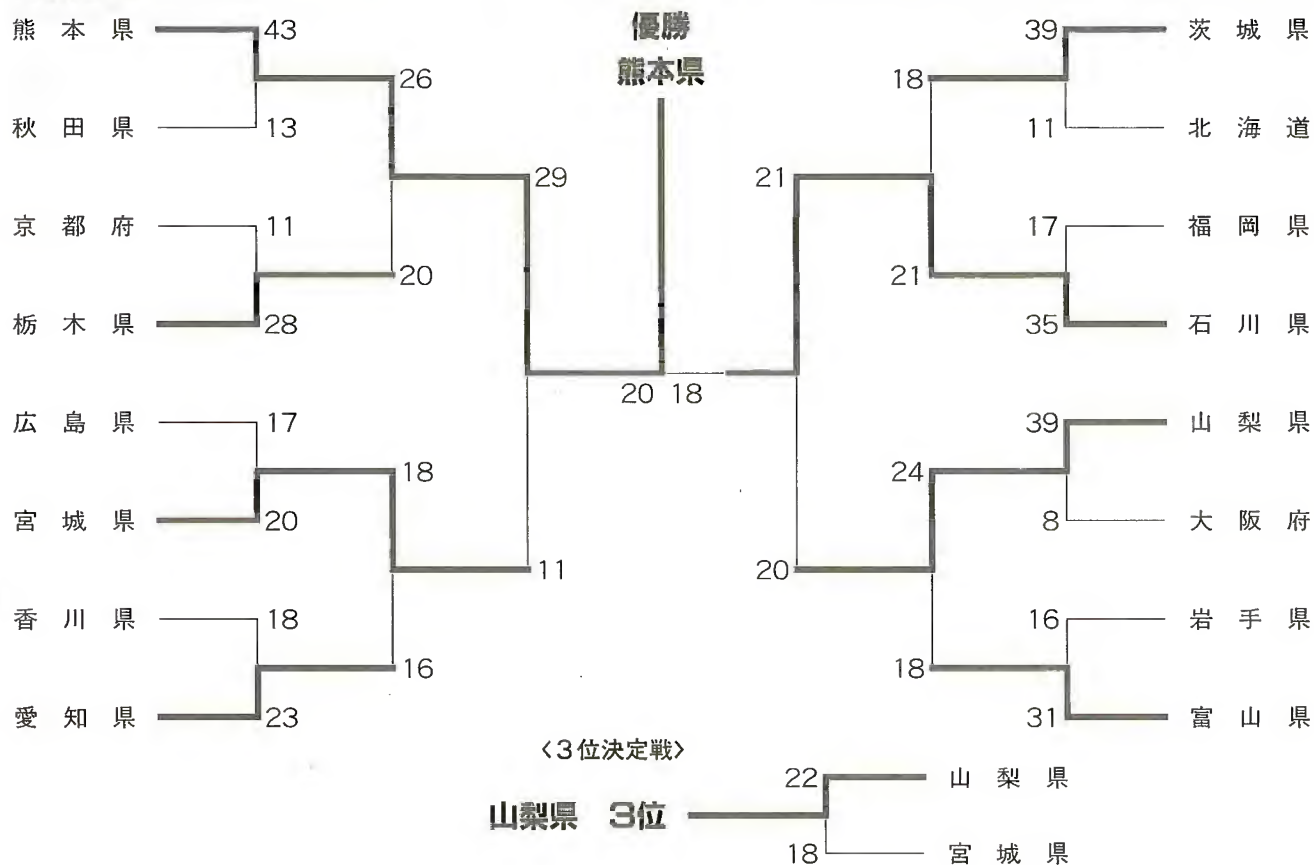 優勝
熊本県
熊本県 43
26
秋田県 13
29
京都府 11
20
栃木県 28
広島県 17
18
宮城県 20
11
香川県 18
16
愛知県 23
20 18
39 茨城県
18
11 北海道
21
17 福岡県
21
35 石川県
39 山梨県
24
8 大阪府
20
16 岩手県
18
31 富山県
〈3位決定戦〉
22 山梨県
山梨県 3位
18 宮城県